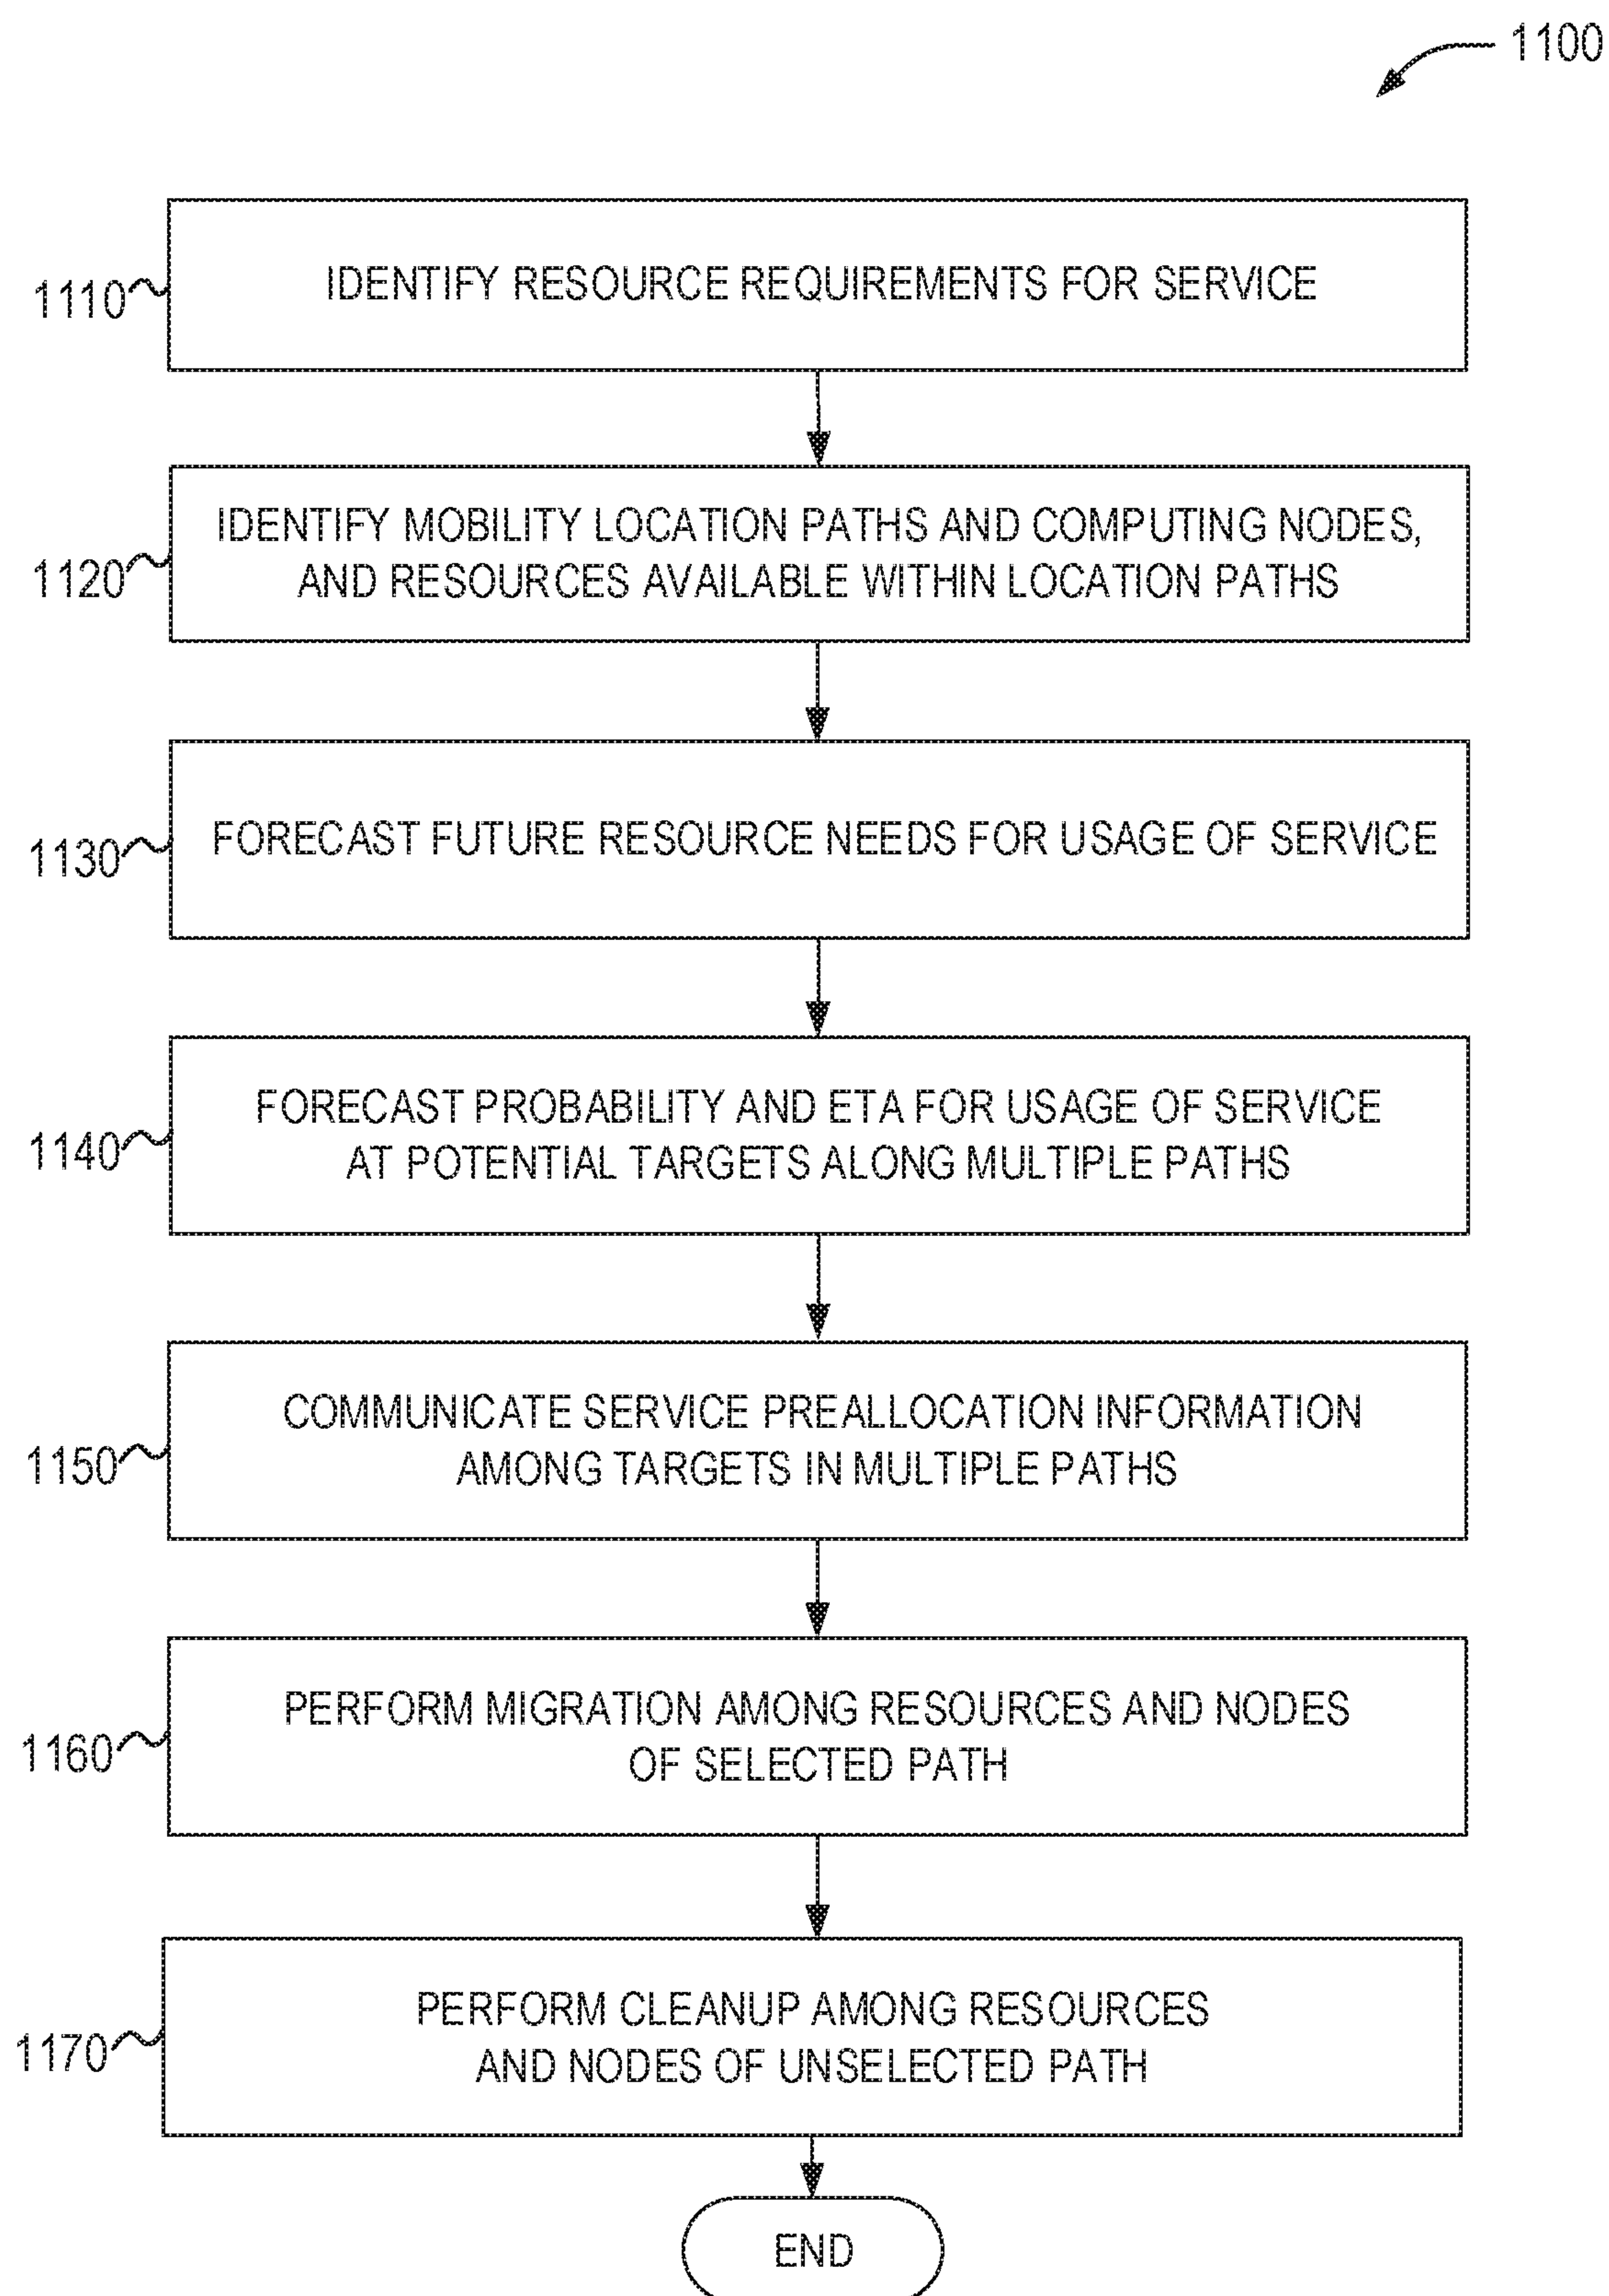 1100
1110
IDENTIFY RESOURCE REQUIREMENTS FOR SERVICE
1120
IDENTIFY MOBILITY LOCATION PATHS AND COMPUTING NODES,
AND RESOURCES AVAILABLE WITHIN LOCATION PATHS
1130
FORECAST FUTURE RESOURCE NEEDS FOR USAGE OF SERVICE
1140
FORECAST PROBABILITY AND ETA FOR USAGE OF SERVICE
AT POTENTIAL TARGETS ALONG MULTIPLE PATHS
1150
COMMUNICATE SERVICE PREALLOCATION INFORMATION
AMONG TARGETS IN MULTIPLE PATHS
1160
PERFORM MIGRATION AMONG RESOURCES AND NODES
OF SELECTED PATH
1170
PERFORM CLEANUP AMONG RESOURCES
AND NODES OF UNSELECTED PATH
END